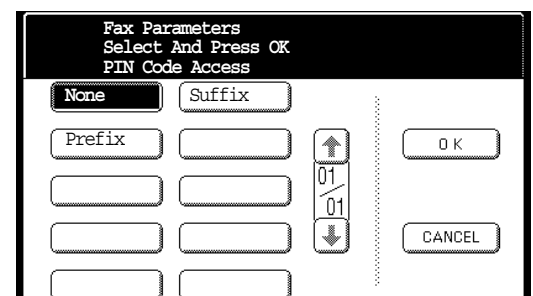 Fax Parameters
Select And Press OK
PIN Code Access
None
Suffix
Prefix
01
01
OK
CANCEL